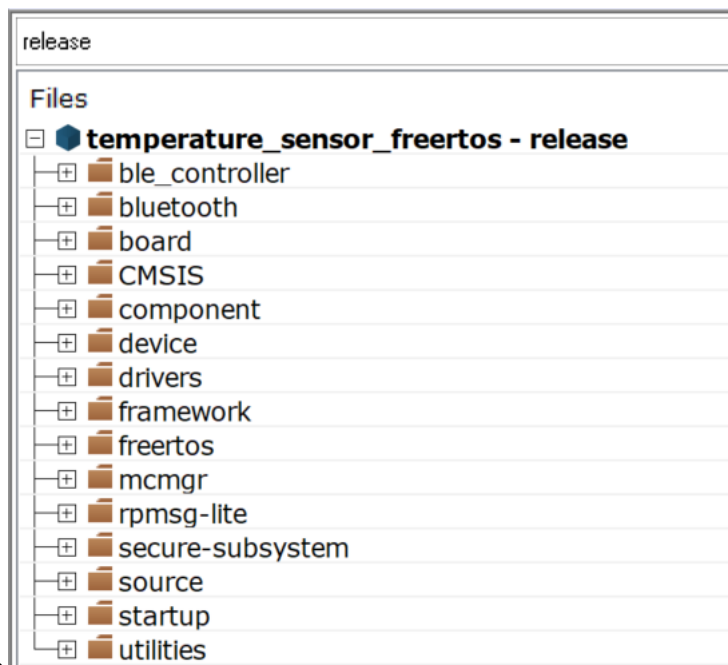 release
Files
temperature_sensor_freertos - release
ble_controller
bluetooth
board
CMSIS
component
device
drivers
framework
freertos
mcmgr
rpmsg-lite
secure-subsystem
source
startup
utilities